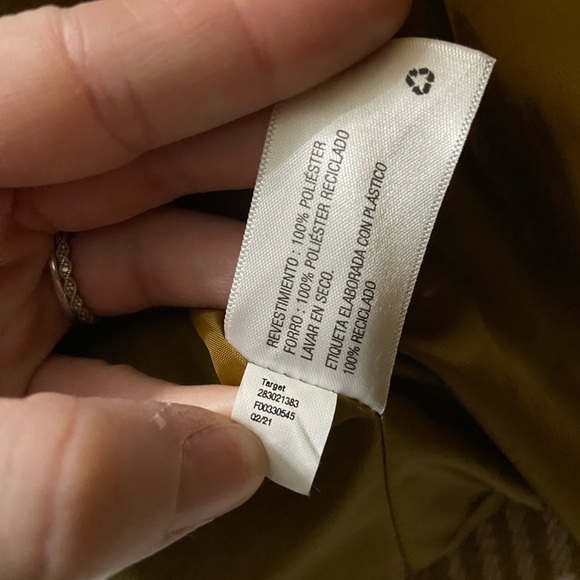 REVESTIMIENTO : 100% POLIÉSTER
FORRO : 100% POLIÉSTER RECICLADO
LAVAR EN SECO.
ETIQUETA ELABORADA CON PLÁSTICO
100% RECICLADO
Target
283021383
F00330545
02/21